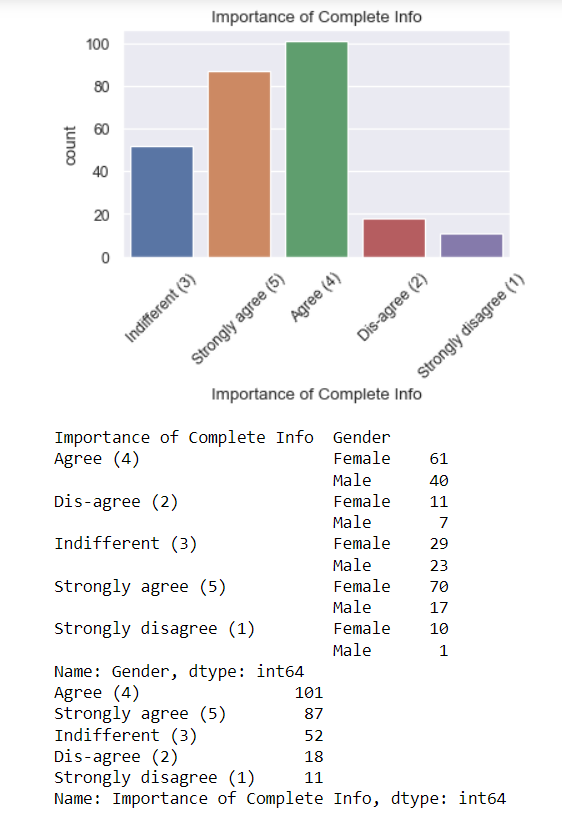 Importance of Complete Info
100
80
60
40
20
0
count
Indifferent (3)
Strongly agree (5)
Agree (4)
Dis-agree (2)
Strongly disagree (1)
Importance of Complete Info
Importance of Complete Info  Gender
Agree (4)                    Female    61
                             Male      40
Dis-agree (2)                Female    11
                             Male       7
Indifferent (3)              Female    29
                             Male      23
Strongly agree (5)           Female    70
                             Male      17
Strongly disagree (1)        Female    10
                             Male       1
Name: Gender, dtype: int64
Agree (4)                101
Strongly agree (5)        87
Indifferent (3)           52
Dis-agree (2)             18
Strongly disagree (1)     11
Name: Importance of Complete Info, dtype: int64